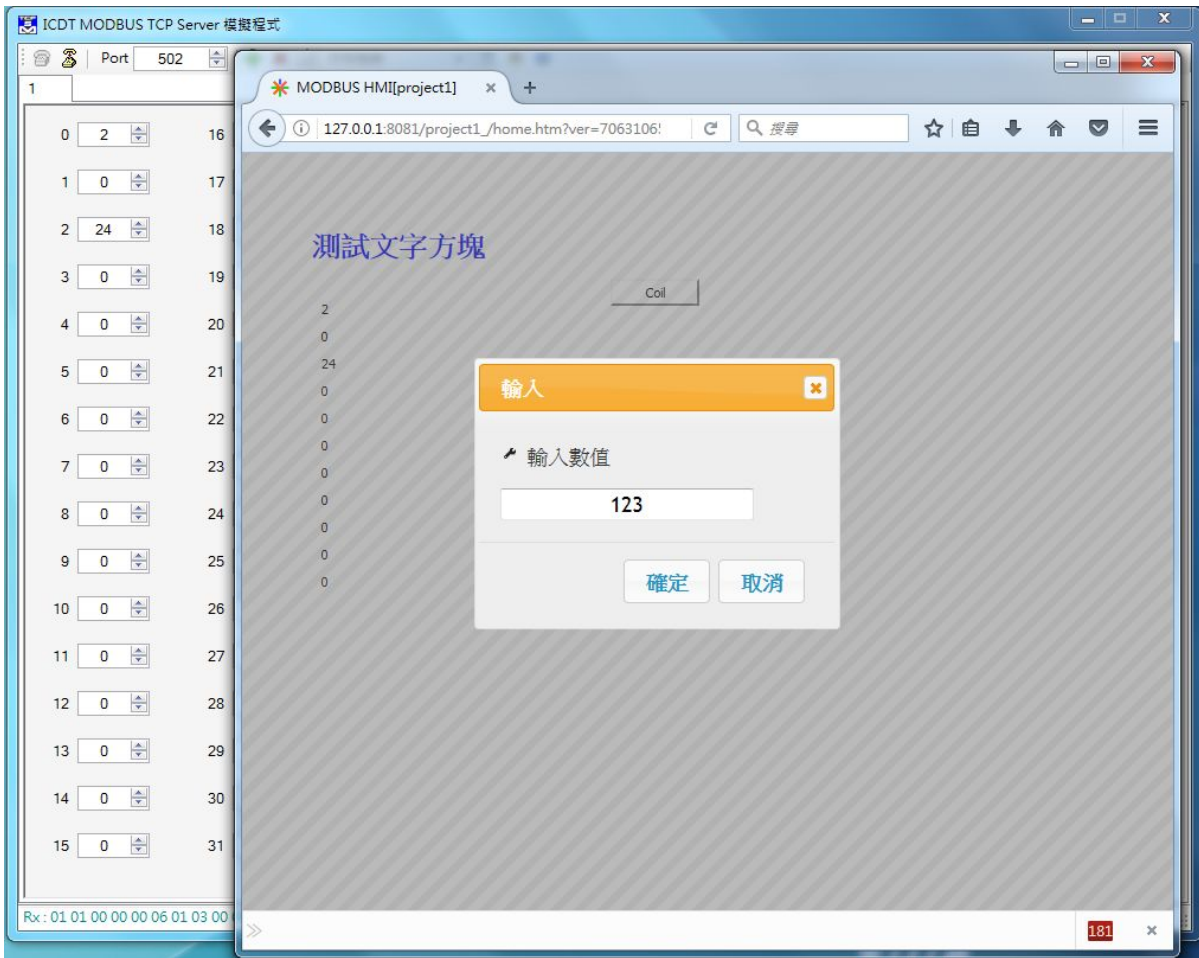 ICDT MODBUS TCP Server 模擬程式
Port 502
1
0 2 16
1 0 17
2 24 18
3 0 19
4 0 20
5 0 21
6 0 22
7 0 23
8 0 24
9 0 25
10 0 26
11 0 27
12 0 28
13 0 29
14 0 30
15 0 31
Rx : 01 01 00 00 00 06 01 03 00
MODBUS HMI[project1]
127.0.0.1:8081/project1_/home.htm?ver=7063106
搜尋
測試文字方塊
Coil
2
0
24
0
0
0
0
0
0
0
0
輸入
輸入數值
123
確定 取消
181